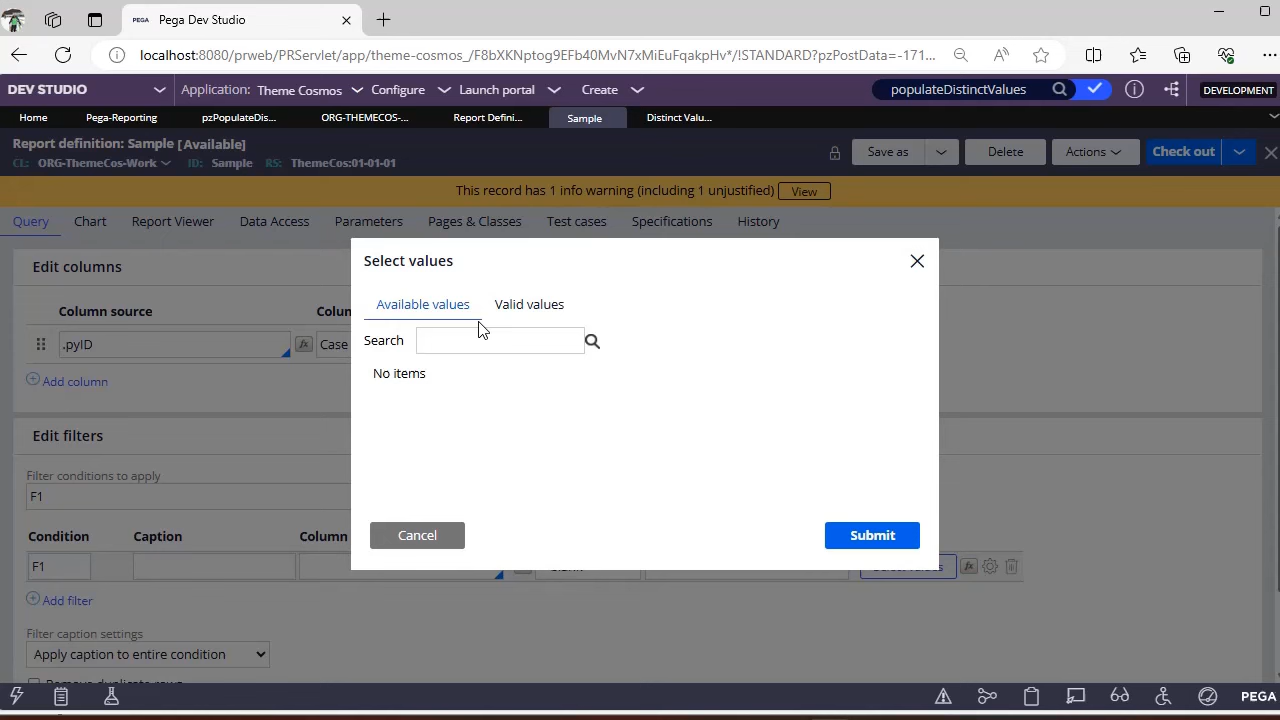 PEGA Pega Dev Studio
localhost:8080/prweb/PRServlet/app/theme-cosmos_/F8bXKNptog9EFb40MvN7xMiEuFqakpHv*/!STANDARD?pzPostData=-171...
DEV STUDIO Application: Theme Cosmos Configure Launch portal Create populateDistinctValues DEVELOPMENT
Home Pega-Reporting pzPopulateDis... ORG-THEMECOS-... Report Defini... Sample Distinct Valu...
Report definition: Sample [Available]
CL: ORG-ThemeCos-Work ID: Sample RS: ThemeCos:01-01-01
Save as Delete Actions Check out
This record has 1 info warning (including 1 unjustified) View
Query Chart Report Viewer Data Access Parameters Pages & Classes Test cases Specifications History
Edit columns
Column source Colu
.pyID fx Case
Add column
Select values
Available values Valid values
Search
No items
Cancel Submit
Edit filters
Filter conditions to apply
F1
Condition Caption Column
F1 fx
Add filter
Filter caption settings
Apply caption to entire condition
PEGA